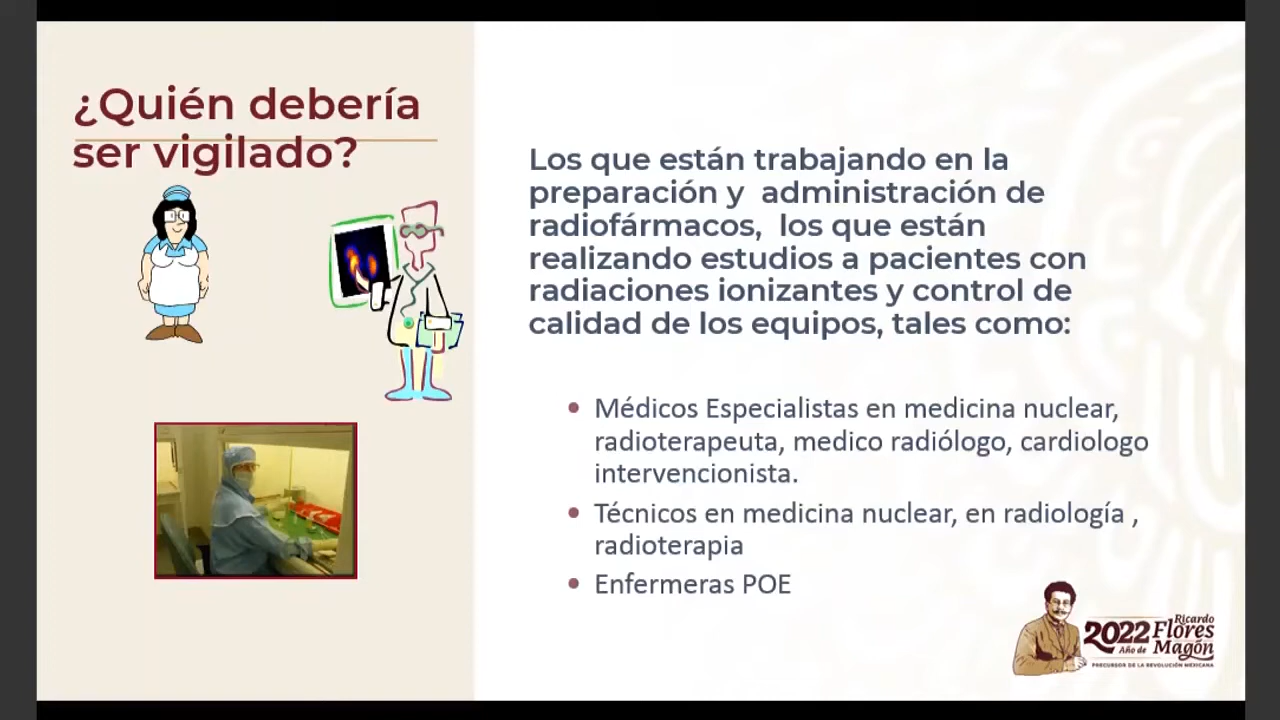 ¿Quién debería
ser vigilado?
Los que están trabajando en la
preparación y administración de
radiofármacos, los que están
realizando estudios a pacientes con
radiaciones ionizantes y control de
calidad de los equipos, tales como:
• Médicos Especialistas en medicina nuclear,
radioterapeuta, medico radiólogo, cardiologo
intervencionista.
• Técnicos en medicina nuclear, en radiología ,
radioterapia
• Enfermeras POE
2022 Ricardo
Flores
Año de Magón
PRECURSOR DE LA REVOLUCIÓN MEXICANA